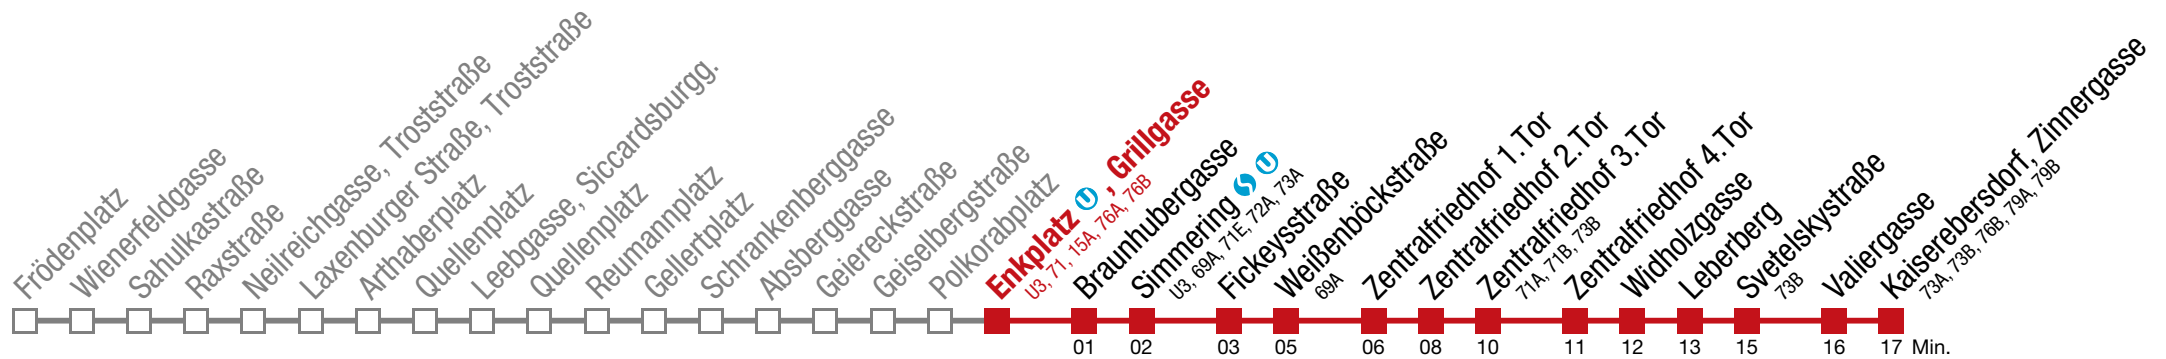 Frödenplatz
Wienerfeldgasse
Sahulkastraße
Raxstraße
Neilreichgasse, Troststraße
Laxenburger Straße, Troststraße
Arthaberplatz
Quellenplatz
Leebgasse, Siccardsburgg.
Quellenplatz
Reumannplatz
Gellertplatz
Schrankenberggasse
Absberggasse
Geiereckstraße
Geiselbergstraße
Polkorabplatz
Enkplatz U, Grillgasse
U3, 71, 15A, 76A, 76B
Braunhubergasse
Simmering S U
U3, 69A, 71E, 72A, 73A
Fickeysstraße
Weißenböckstraße
69A
Zentralfriedhof 1.Tor
Zentralfriedhof 2.Tor
Zentralfriedhof 3.Tor
71A, 71B, 73B
Zentralfriedhof 4.Tor
Widholzgasse
Leberberg
Svetelskystraße
73B
Valiergasse
Kaiserebersdorf, Zinnergasse
73A, 73B, 76B, 79A, 79B
01 02 03 05 06 08 10 11 12 13 15 16 17 Min.